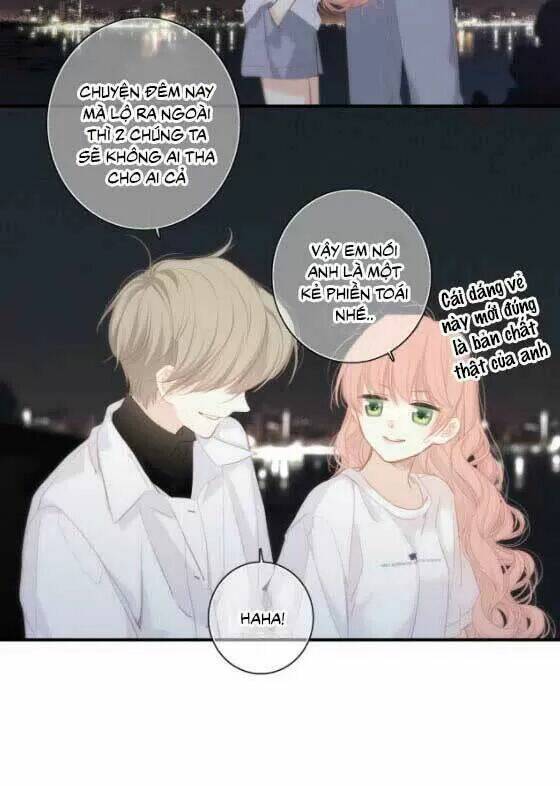 CHUYỆN ĐÊM NAY
MÀ LỘ RA NGOÀI
THÌ 2 CHÚNG TA
SẼ KHÔNG AI THA
CHO AI CẢ
VẬY EM NÓI
ANH LÀ MỘT
KẺ PHIỀN TOÁI
NHÉ..
Cái dáng vẻ
này mới đúng
là bản chất
thật của anh
HAHA!